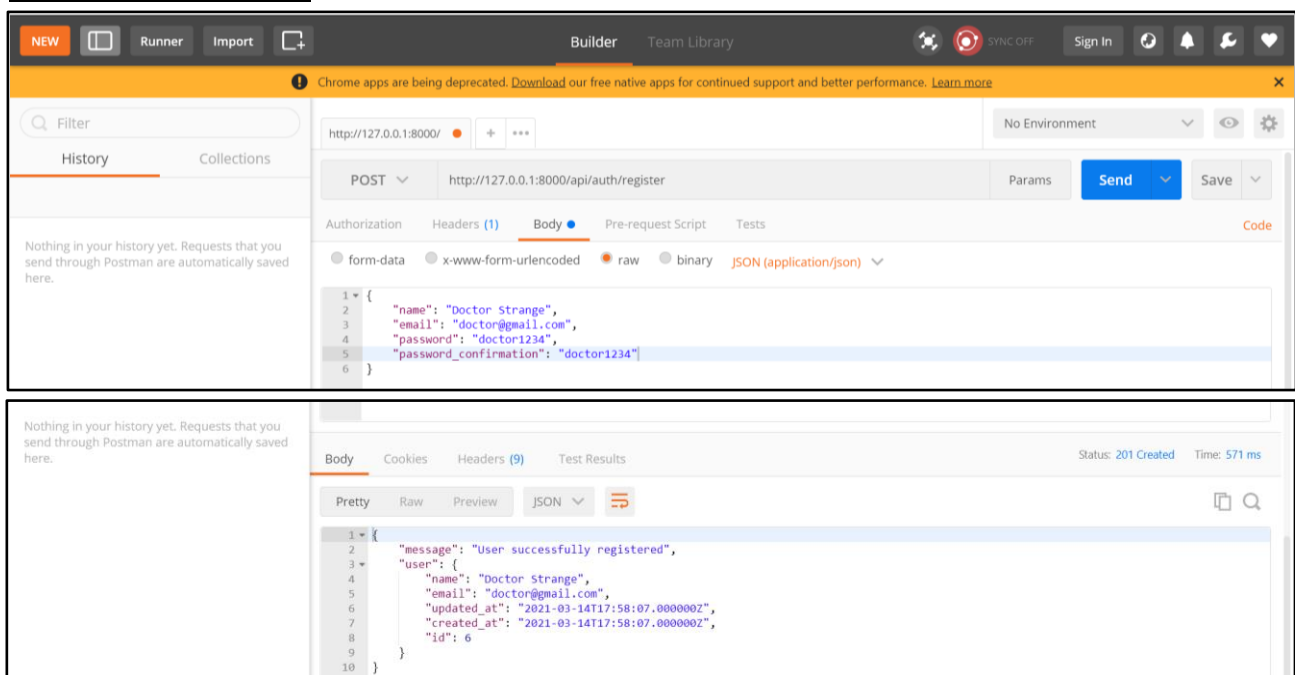 NEW Runner Import Builder Team Library SYNC OFF Sign In
Chrome apps are being deprecated. Download our free native apps for continued support and better performance. Learn more
Filter
History Collections
Nothing in your history yet. Requests that you
send through Postman are automatically saved
here.
http://127.0.0.1:8000/ + ••• No Environment
POST http://127.0.0.1:8000/api/auth/register Params Send Save
Authorization Headers (1) Body Pre-request Script Tests Code
form-data x-www-form-urlencoded raw binary JSON (application/json)
1 {
2 "name": "Doctor Strange",
3 "email": "doctor@gmail.com",
4 "password": "doctor1234",
5 "password_confirmation": "doctor1234"
6 }
Nothing in your history yet. Requests that you
send through Postman are automatically saved
here.
Body Cookies Headers (9) Test Results Status: 201 Created Time: 571 ms
Pretty Raw Preview JSON
1 {
2 "message": "User successfully registered",
3 "user": {
4 "name": "Doctor Strange",
5 "email": "doctor@gmail.com",
6 "updated_at": "2021-03-14T17:58:07.000000Z",
7 "created_at": "2021-03-14T17:58:07.000000Z",
8 "id": 6
9 }
10 }